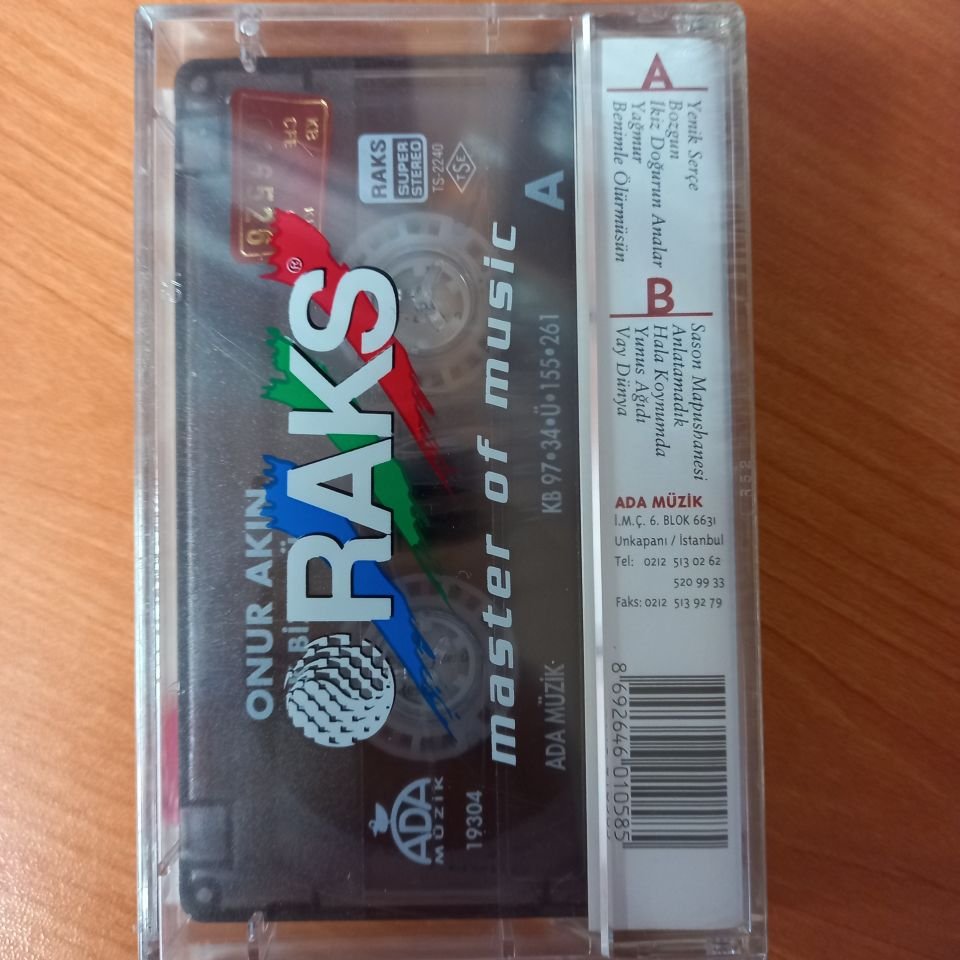 A
Yenik Serçe
Bozgun
İkiz Doğurun Analar
Yağmur
Benimle Ölürmüsün
B
Sason Mapushanesi
Anlatamadık
Hala Koynumda
Yunus Ağıdı
Vay Dünya
ADA MÜZİK
İ.M.Ç. 6. BLOK 6631
Unkapanı / İstanbul
Tel: 0212 513 02 62
520 99 33
Faks: 0212 513 92 79
8 692646 010585
RAKS
SUPER
STEREO
TS-2240
TSE
A
ONUR AKIN
RAKS®
master of music
KB 97•34•Ü•155•261
ADA MÜZİK
ADA
MÜZİK
19304
KB
R52